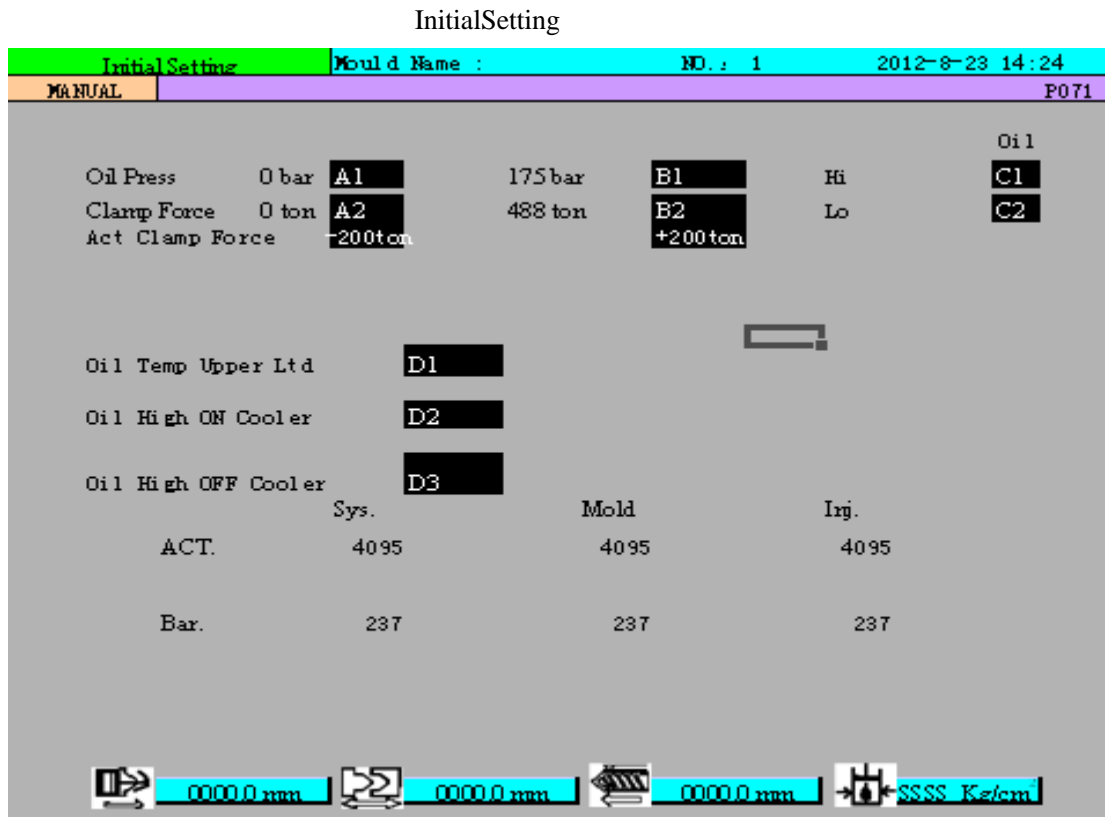 InitialSetting
InitialSetting Mould Name : NO.: 1 2012-8-23 14:24
MANUAL P071
Oil
Oil Press 0 bar A1 175 bar B1 Hi C1
Clamp Force 0 ton A2 488 ton B2 Lo C2
Act Clamp Force -200ton +200ton
Oil Temp Upper Ltd D1
Oil High ON Cooler D2
Oil High OFF Cooler D3
Sys. Mold Inj.
ACT. 4095 4095 4095
Bar. 237 237 237
0000.0 mm 0000.0 mm 0000.0 mm SSSS Kg/cm²